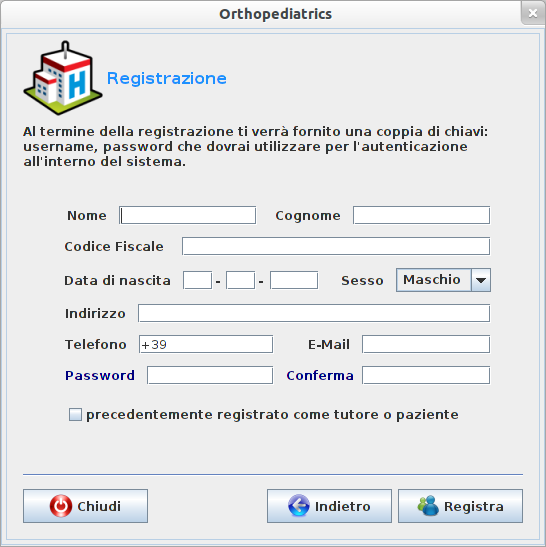 Orthopediatrics
Registrazione
Al termine della registrazione ti verrà fornito una coppia di chiavi:
username, password che dovrai utilizzare per l'autenticazione
all'interno del sistema.
Nome Cognome
Codice Fiscale
Data di nascita - - Sesso Maschio
Indirizzo
Telefono +39 E-Mail
Password Conferma
precedentemente registrato come tutore o paziente
Chiudi Indietro Registra